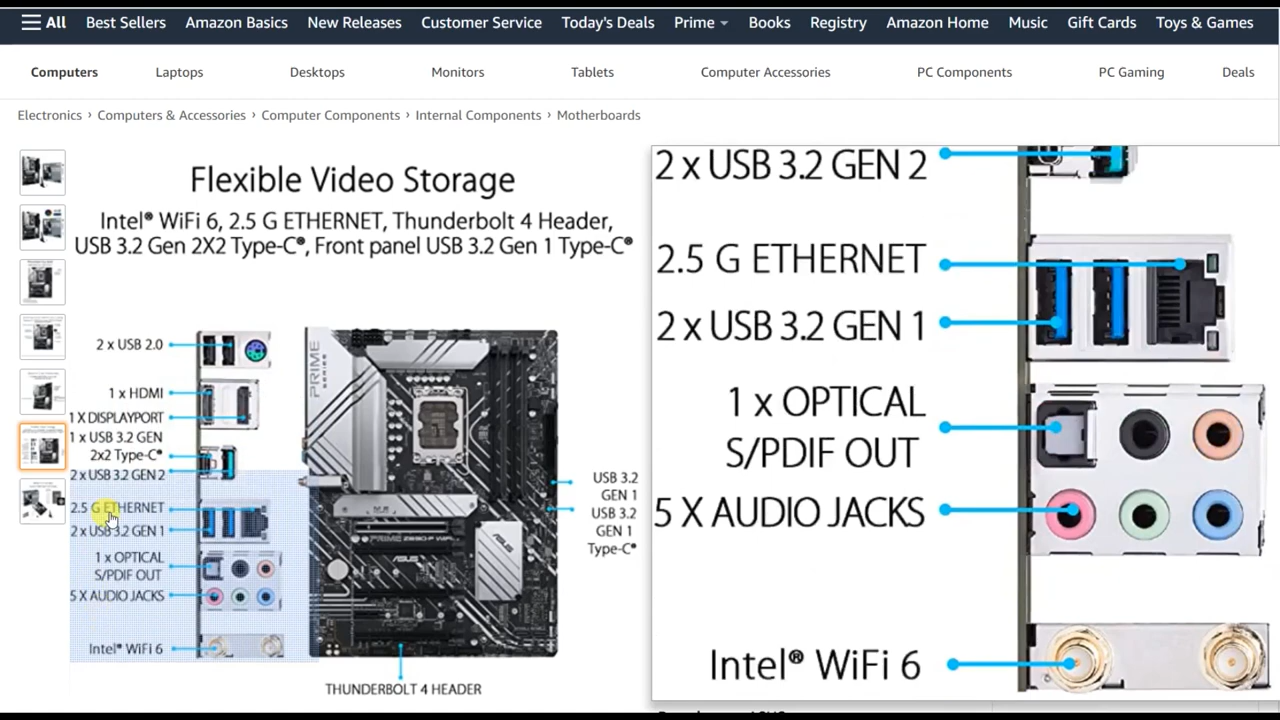 All Best Sellers Amazon Basics New Releases Customer Service Today's Deals Prime Books Registry Amazon Home Music Gift Cards Toys & Games
Computers Laptops Desktops Monitors Tablets Computer Accessories PC Components PC Gaming Deals
Electronics › Computers & Accessories › Computer Components › Internal Components › Motherboards
Flexible Video Storage
Intel® WiFi 6, 2.5 G ETHERNET, Thunderbolt 4 Header,
USB 3.2 Gen 2X2 Type-C®, Front panel USB 3.2 Gen 1 Type-C®
2 x USB 2.0
1 x HDMI
1 X DISPLAYPORT
1 x USB 3.2 GEN
2x2 Type-C®
2 x USB 3.2 GEN 2
2.5 G ETHERNET
2 x USB 3.2 GEN 1
1 x OPTICAL
S/PDIF OUT
5 X AUDIO JACKS
Intel® WiFi 6
PRIME
SERIES
M.2
PRIME Z690-P WIFI
ASUS
ASUS
USB 3.2
GEN 1
USB 3.2
GEN 1
Type-C®
THUNDERBOLT 4 HEADER
2 x USB 3.2 GEN 2
2.5 G ETHERNET
2 x USB 3.2 GEN 1
1 x OPTICAL
S/PDIF OUT
5 X AUDIO JACKS
Intel® WiFi 6